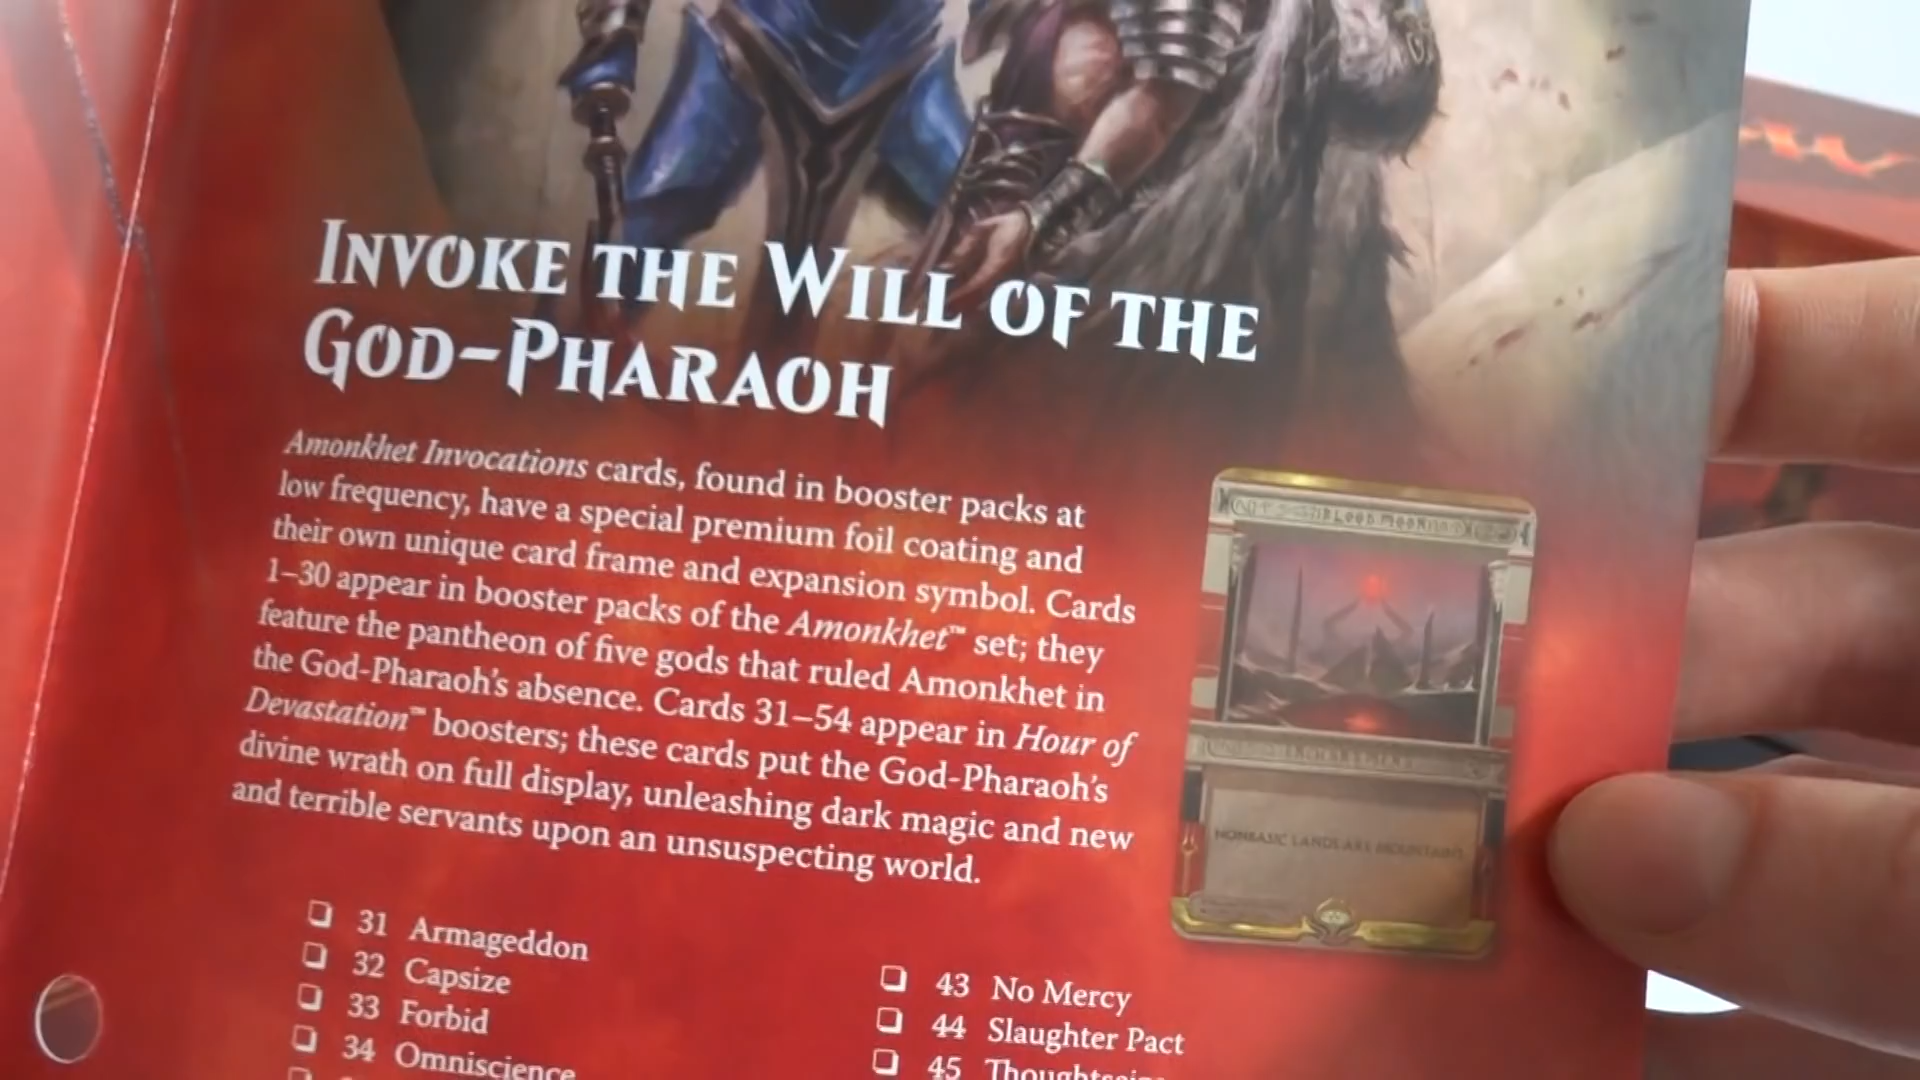 INVOKE THE WILL OF THE
GOD-PHARAOH
Amonkhet Invocations cards, found in booster packs at
low frequency, have a special premium foil coating and
their own unique card frame and expansion symbol. Cards
1–30 appear in booster packs of the Amonkhet™ set; they
feature the pantheon of five gods that ruled Amonkhet in
the God-Pharaoh's absence. Cards 31–54 appear in Hour of
Devastation™ boosters; these cards put the God-Pharaoh's
divine wrath on full display, unleashing dark magic and new
and terrible servants upon an unsuspecting world.
BLOOD MOON
NONBASIC LANDS ARE MOUNTAINS
31 Armageddon
32 Capsize
33 Forbid
34 Omniscience
43 No Mercy
44 Slaughter Pact
45